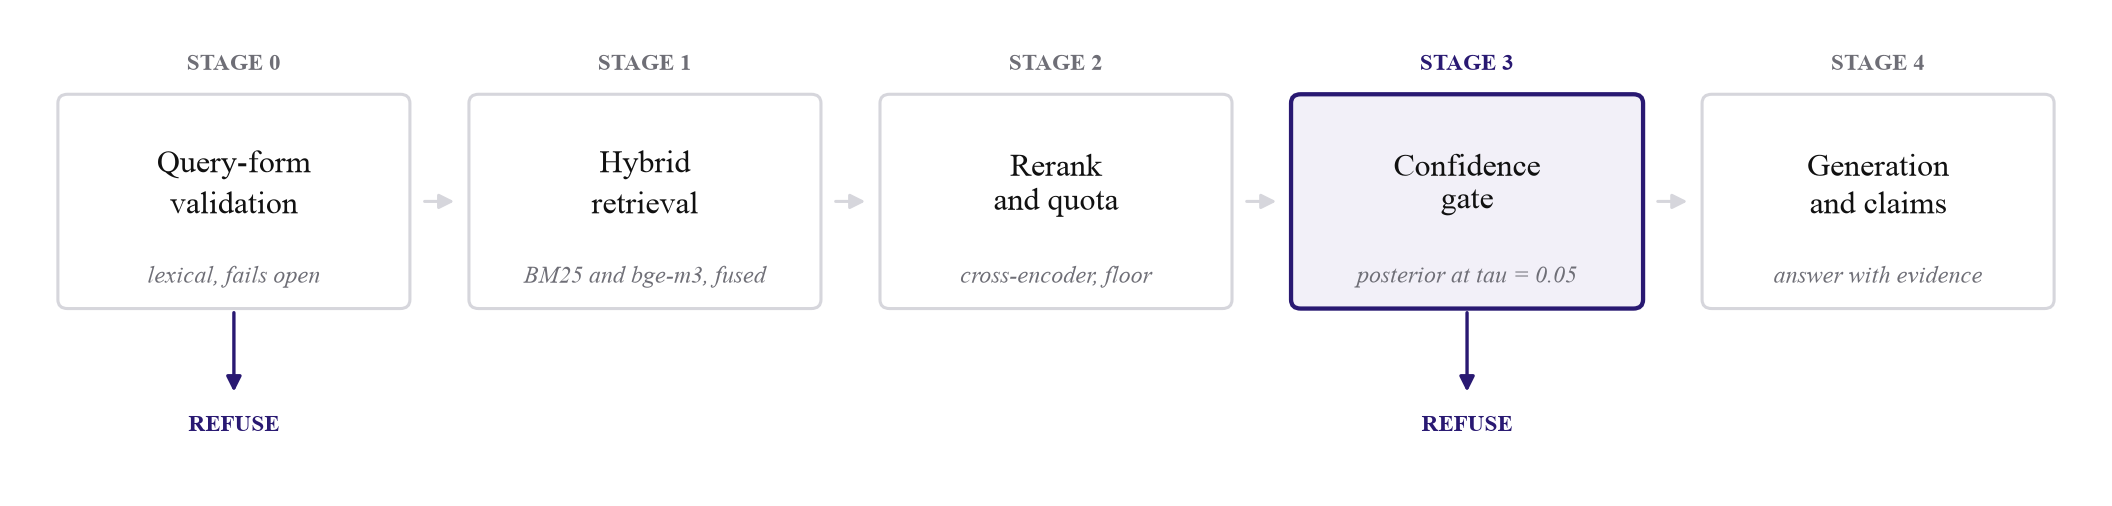 STAGE 0
Query-form
validation
lexical, fails open
REFUSE
STAGE 1
Hybrid
retrieval
BM25 and bge-m3, fused
STAGE 2
Rerank
and quota
cross-encoder, floor
STAGE 3
Confidence
gate
posterior at tau = 0.05
REFUSE
STAGE 4
Generation
and claims
answer with evidence